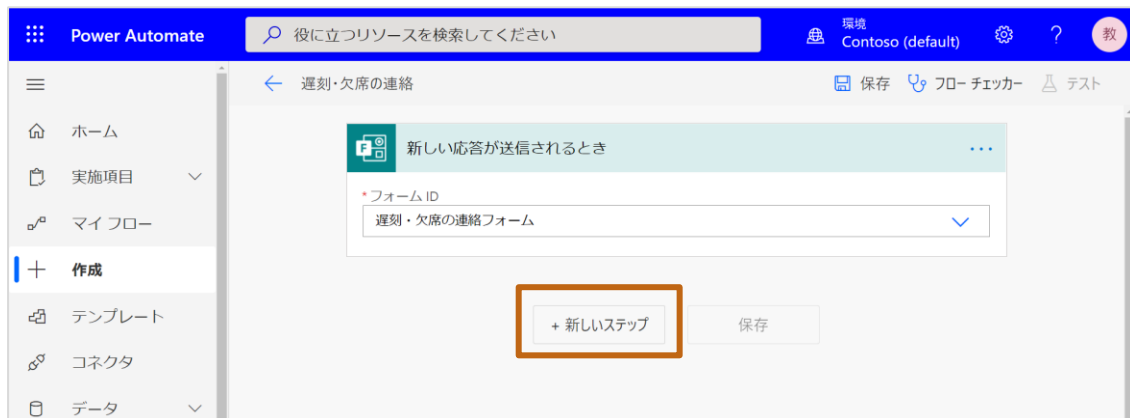 Power Automate
役に立つリソースを検索してください
環境
Contoso (default)
?
教
遅刻・欠席の連絡
保存
フロー チェッカー
テスト
ホーム
実施項目
マイ フロー
作成
テンプレート
コネクタ
データ
新しい応答が送信されるとき
...
* フォーム ID
遅刻・欠席の連絡フォーム
+ 新しいステップ
保存